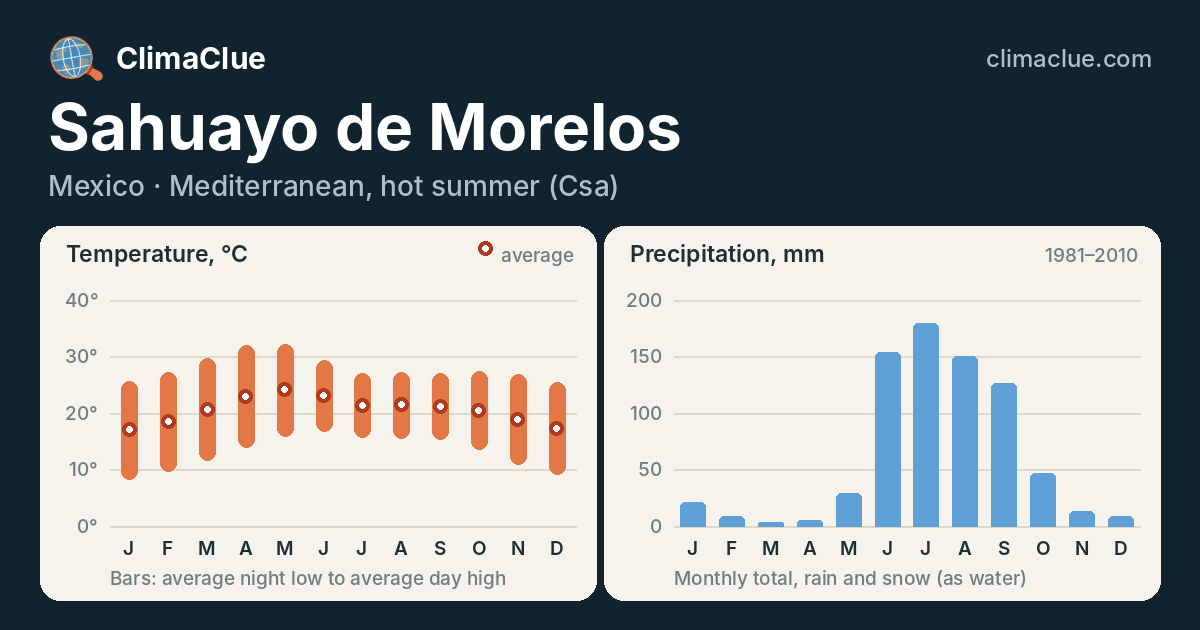 ClimaClue
climaclue.com
Sahuayo de Morelos
Mexico · Mediterranean, hot summer (Csa)
Temperature, °C
average
40°
30°
20°
10°
0°
J F M A M J J A S O N D
Bars: average night low to average day high
Precipitation, mm
1981–2010
200
150
100
50
0
J F M A M J J A S O N D
Monthly total, rain and snow (as water)